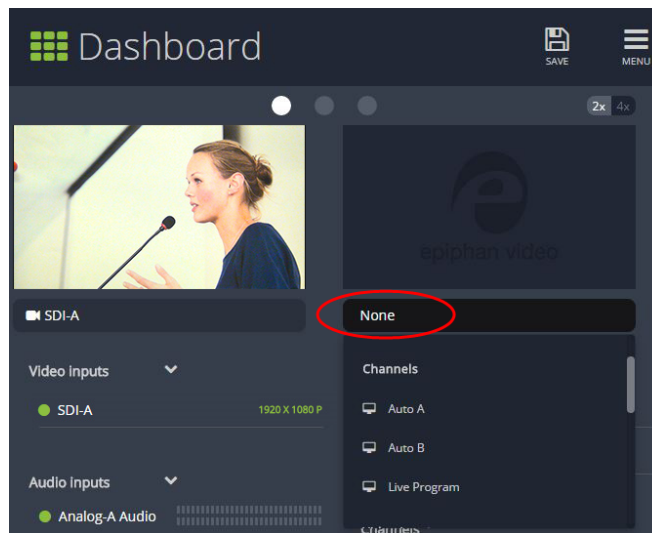 Dashboard
SAVE
MENU
2x 4x
epiphan video
SDI-A
None
Video inputs
SDI-A
1920 X 1080 P
Audio inputs
Analog-A Audio
Channels
Auto A
Auto B
Live Program
Channels